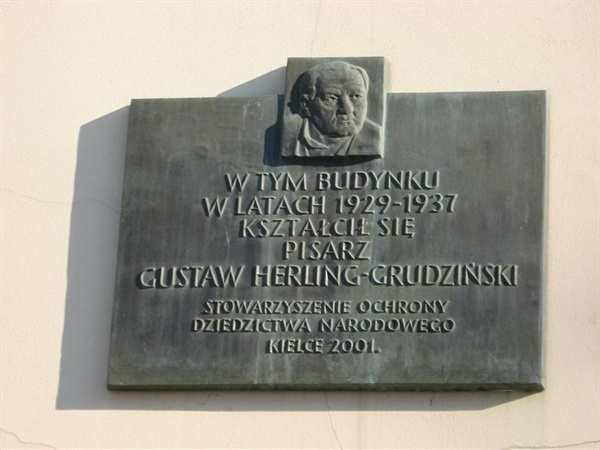 W TYM BUDYNKU
W LATACH 1929-1937
KSZTAŁCIŁ SIĘ
PISARZ
GUSTAW HERLING-GRUDZIŃSKI
STOWARZYSZENIE OCHRONY
DZIEDZICTWA NARODOWEGO
KIELCE 2001.